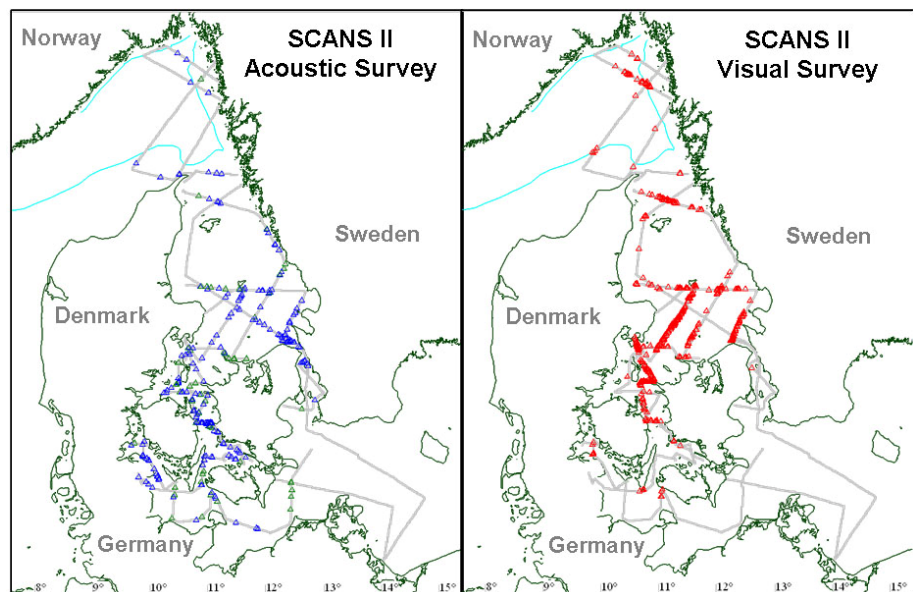 Norway
SCANS II
Acoustic Survey
Sweden
Denmark
Germany
8° 9° 10° 11° 12° 13° 14° 15°
Norway
SCANS II
Visual Survey
Sweden
Denmark
Germany
8° 9° 10° 11° 12° 13° 14° 15°